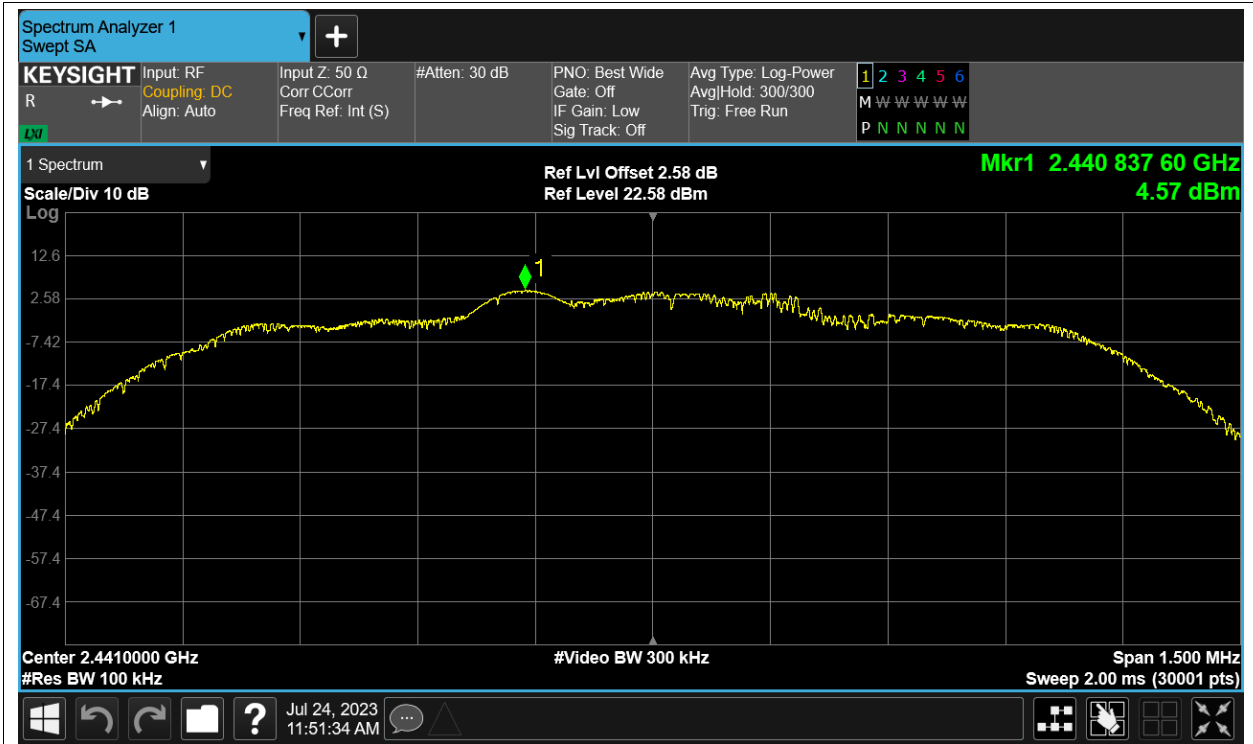 Spectrum Analyzer 1
Swept SA
+
KEYSIGHT
R
LXI
Input: RF
Coupling: DC
Align: Auto
Input Z: 50 Ω
Corr CCorr
Freq Ref: Int (S)
#Atten: 30 dB
PNO: Best Wide
Gate: Off
IF Gain: Low
Sig Track: Off
Avg Type: Log-Power
Avg|Hold: 300/300
Trig: Free Run
1 2 3 4 5 6
M W W W W W
P N N N N N
1 Spectrum
Scale/Div 10 dB
Log
Ref Lvl Offset 2.58 dB
Ref Level 22.58 dBm
Mkr1 2.440 837 60 GHz
4.57 dBm
1
12.6
2.58
-7.42
-17.4
-27.4
-37.4
-47.4
-57.4
-67.4
Center 2.4410000 GHz
#Res BW 100 kHz
#Video BW 300 kHz
Span 1.500 MHz
Sweep 2.00 ms (30001 pts)
?
Jul 24, 2023
11:51:34 AM